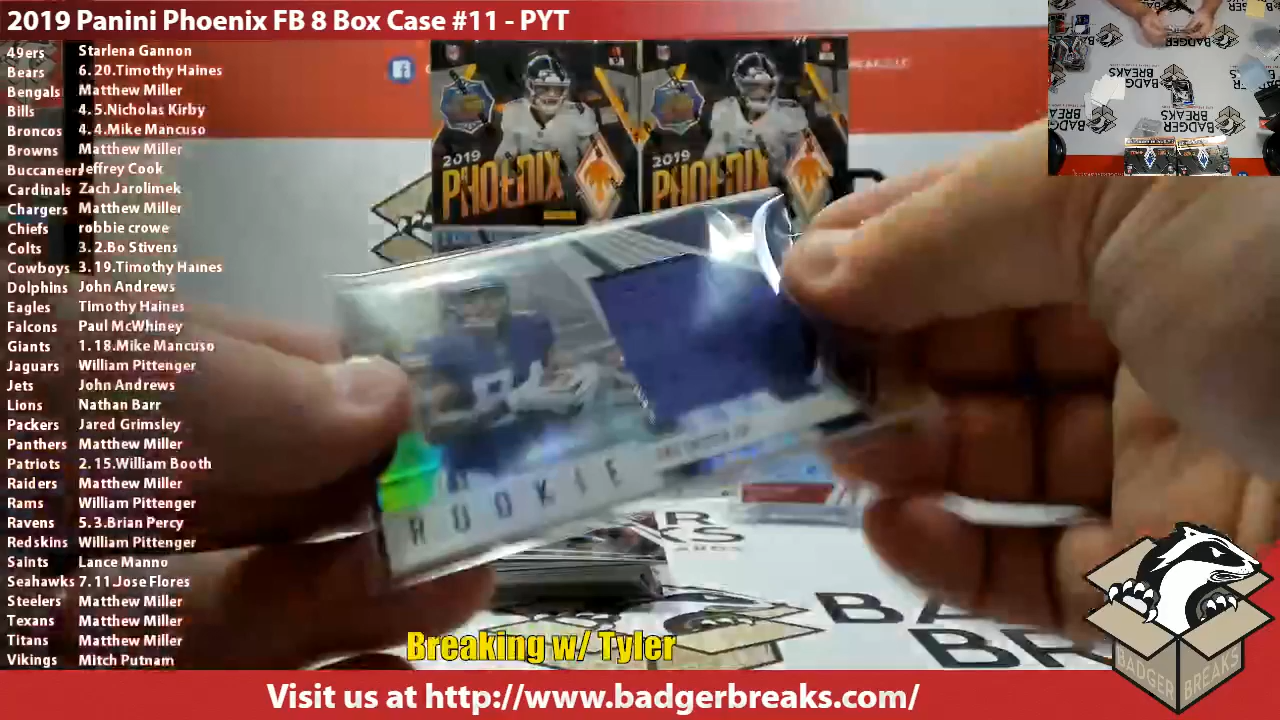 2019 Panini Phoenix FB 8 Box Case #11 - PYT
49ers Starlena Gannon
Bears 6. 20.Timothy Haines
Bengals Matthew Miller
Bills 4. 5.Nicholas Kirby
Broncos 4. 4.Mike Mancuso
Browns Matthew Miller
Buccaneers Jeffrey Cook
Cardinals Zach Jarolimek
Chargers Matthew Miller
Chiefs robbie crowe
Colts 3. 2.Bo Stivens
Cowboys 3. 19.Timothy Haines
Dolphins John Andrews
Eagles Timothy Haines
Falcons Paul McWhiney
Giants 1. 18.Mike Mancuso
Jaguars William Pittenger
Jets John Andrews
Lions Nathan Barr
Packers Jared Grimsley
Panthers Matthew Miller
Patriots 2. 15.William Booth
Raiders Matthew Miller
Rams William Pittenger
Ravens 5. 3.Brian Percy
Redskins William Pittenger
Saints Lance Manno
Seahawks 7. 11.Jose Flores
Steelers Matthew Miller
Texans Matthew Miller
Titans Matthew Miller
Vikings Mitch Putnam
2019 PHOENIX
2019 PHOENIX
BADGER BREAKS
ROOKIE
Breaking w/ Tyler
BADGER BREAKS
Visit us at http://www.badgerbreaks.com/